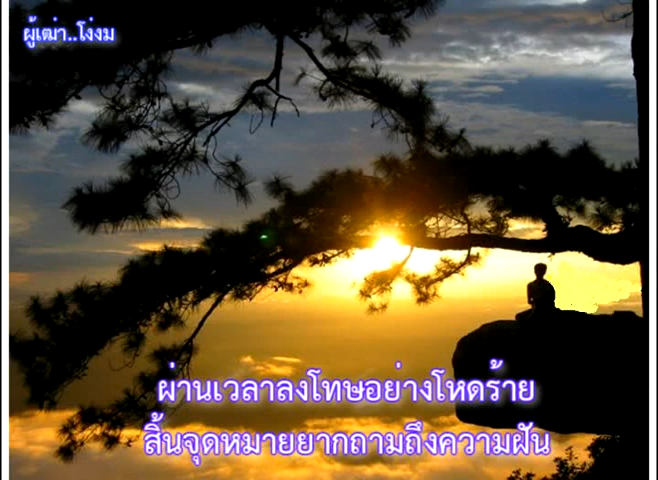 ผู้เฒ่า..โง่งม
ผ่านเวลาลงโทษอย่างโหดร้าย
สิ้นจุดหมายยากถามถึงความฝัน